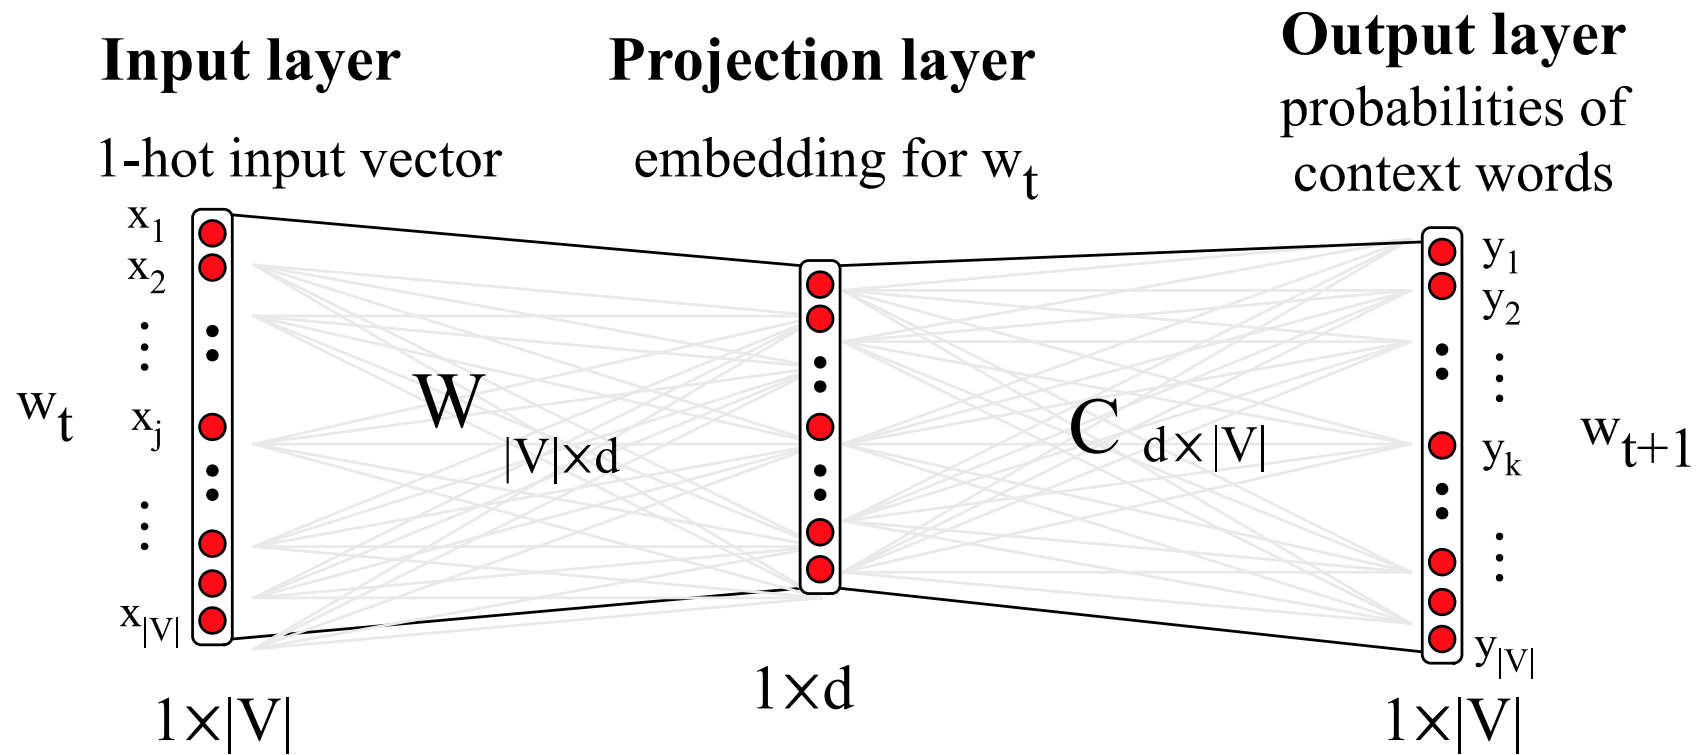 Input layer
1-hot input vector
Projection layer
embedding for wₜ
Output layer
probabilities of
context words
x₁
x₂
⋮
xⱼ
⋮
x|V|
wₜ
W |V|×d
C d×|V|
y₁
y₂
⋮
yₖ
⋮
y|V|
wₜ₊₁
1×|V|
1×d
1×|V|